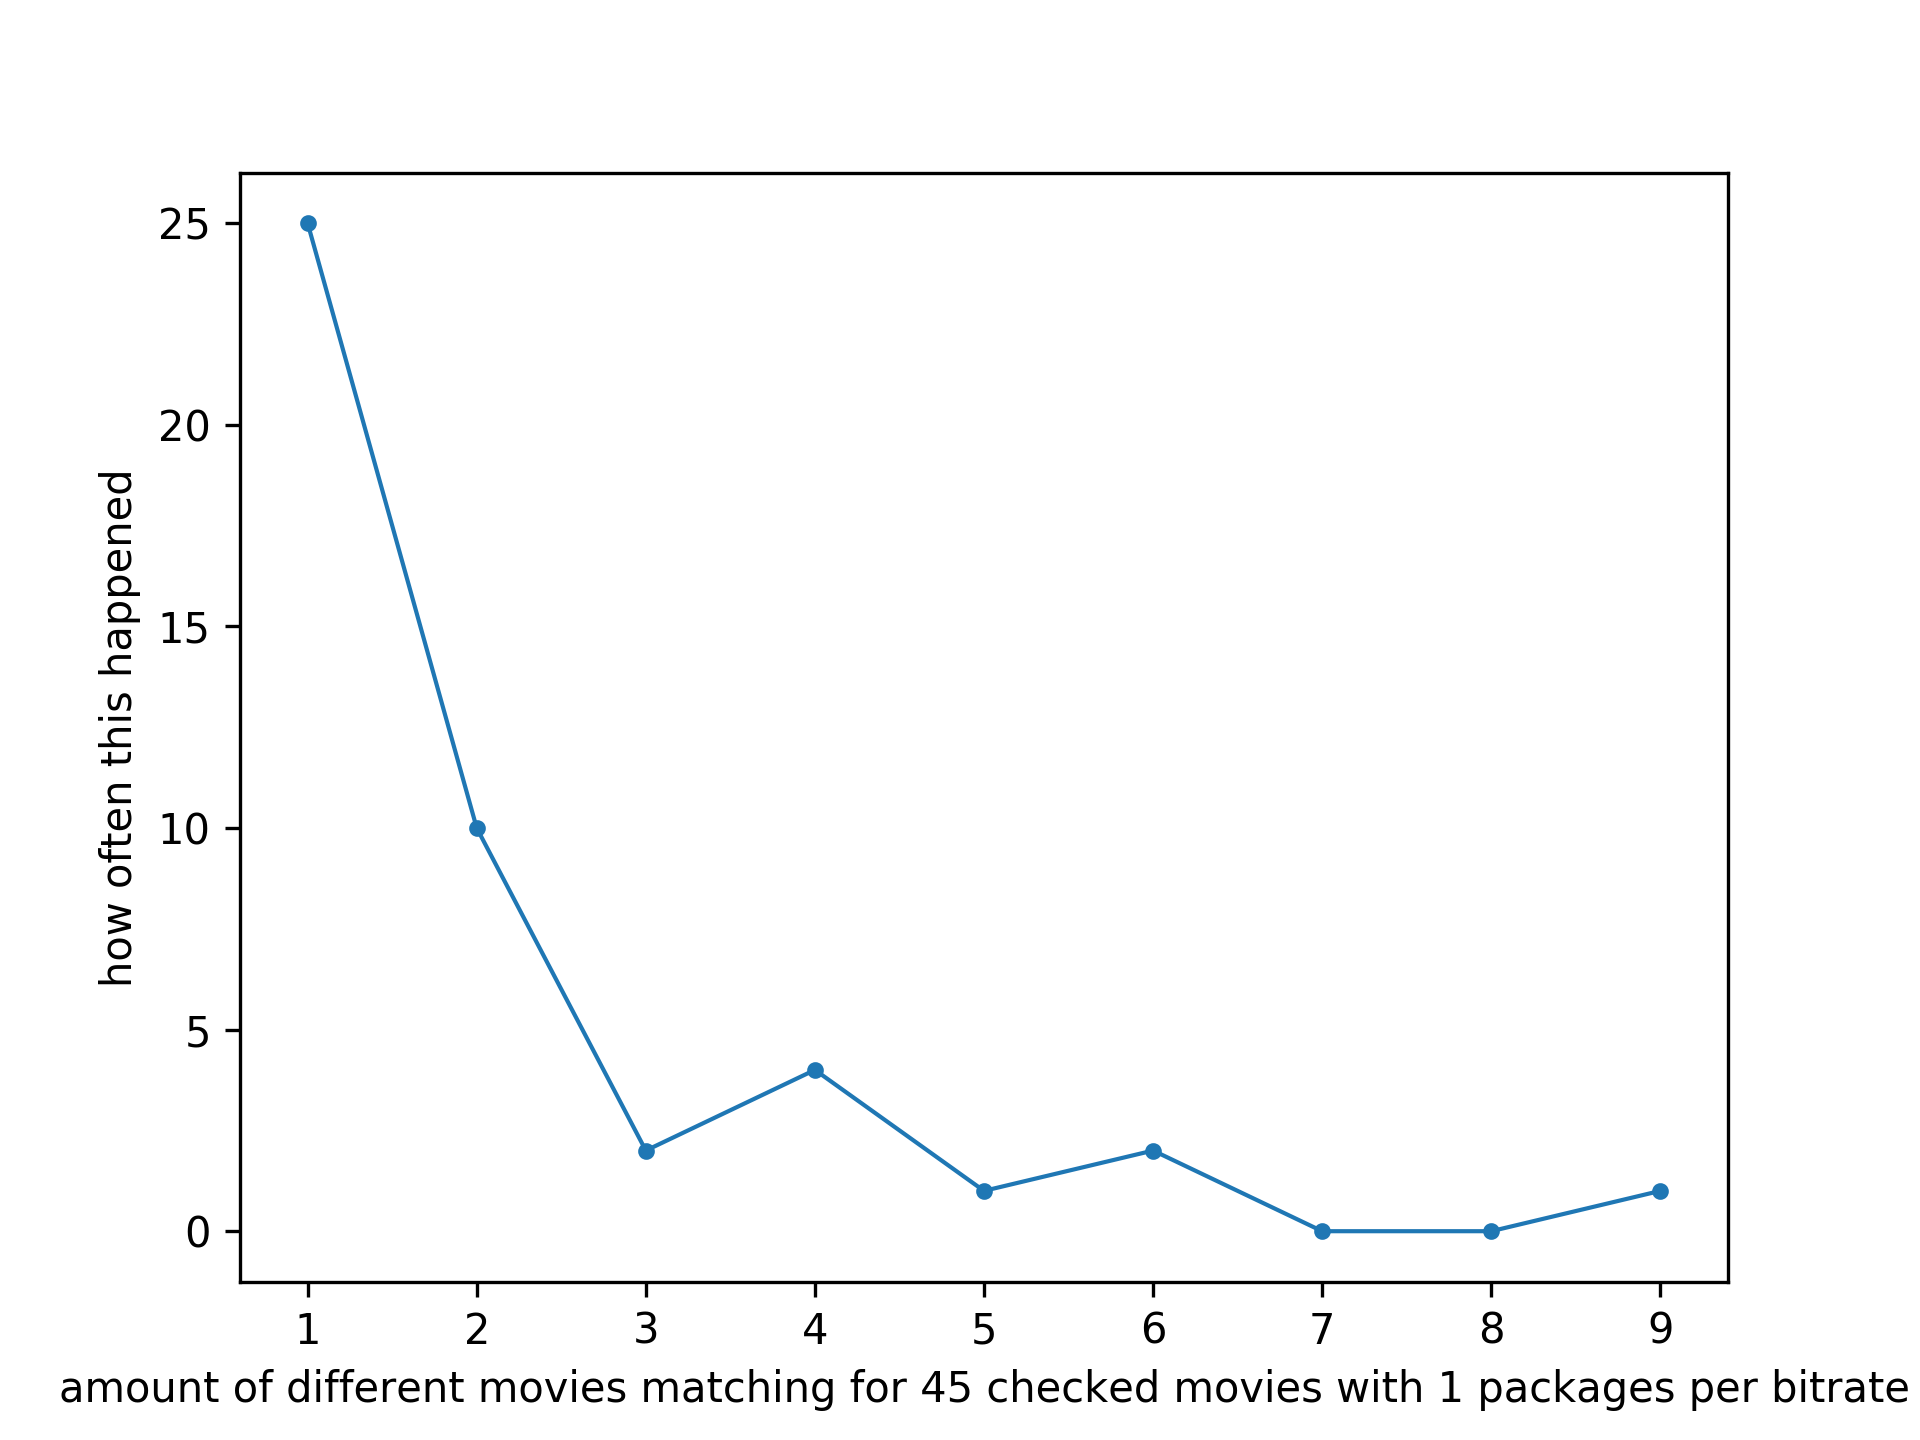 how often this happened
25
20
15
10
5
0
1 2 3 4 5 6 7 8 9
amount of different movies matching for 45 checked movies with 1 packages per bitrate